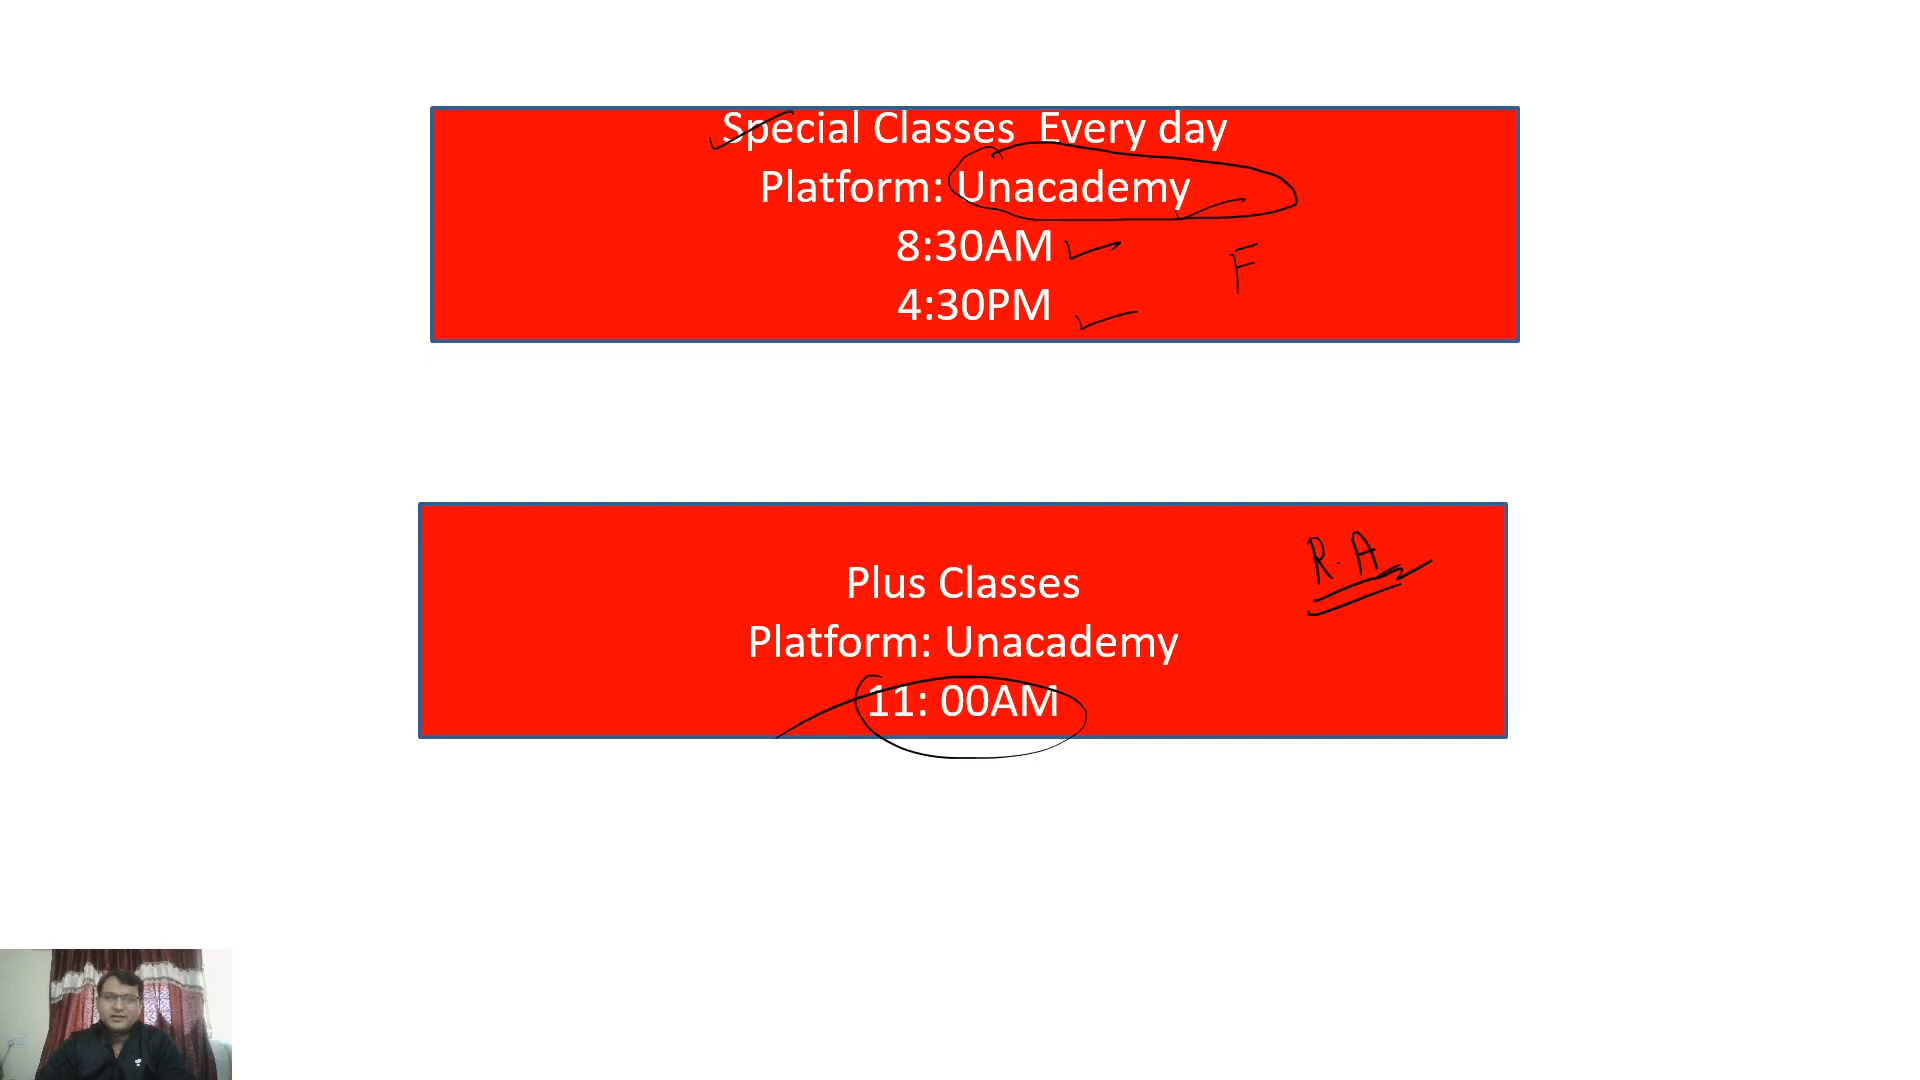 Special Classes Every day
Platform: Unacademy
8:30AM
4:30PM
F
R.A
Plus Classes
Platform: Unacademy
11: 00AM